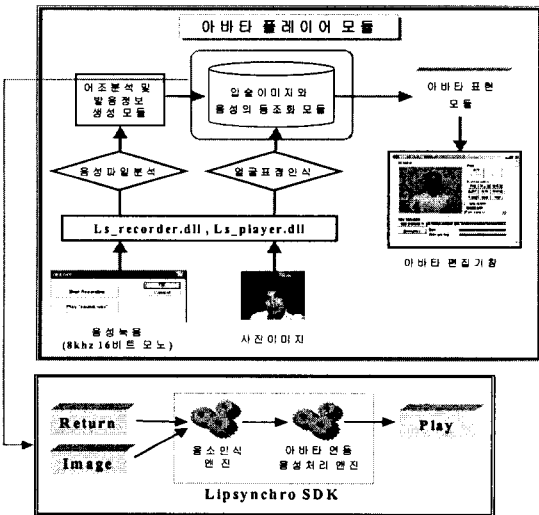 아바타 플레이어 모듈
어조분석 및
발음정보
생성 모듈
입술이미지와
음성의 동조화 모듈
아바타 표현
모듈
음성파일분석
얼굴표정인식
Ls_recorder.dll , Ls_player.dll
아바타 편집기창
음성녹음
(8khz 16비트 모노)
사진이미지
Return
Image
음소인식
엔진
아바타 연동
음성처리 엔진
Play
Lipsynchro SDK